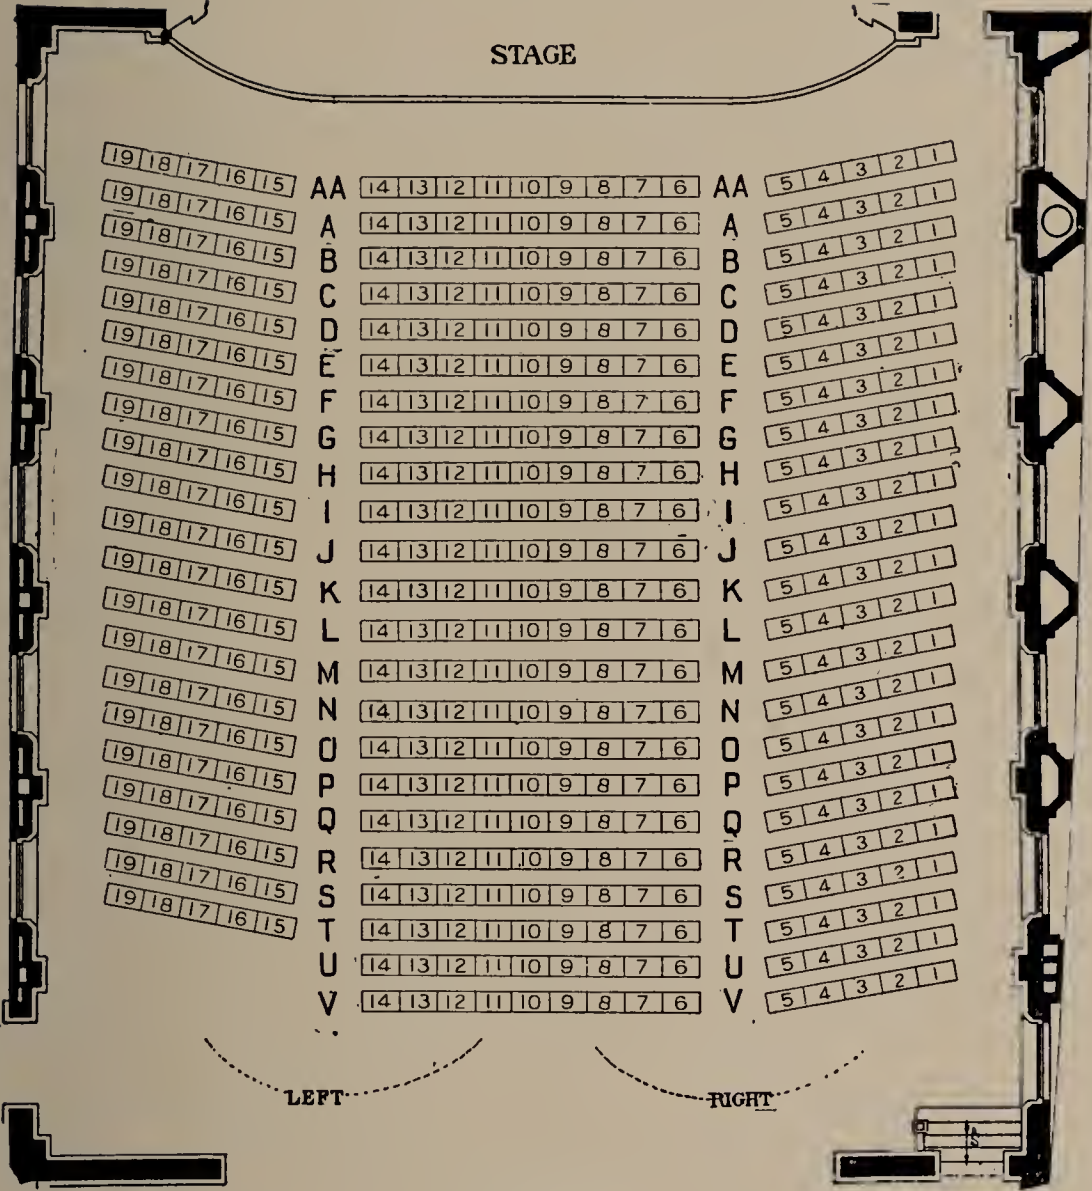 STAGE
19 18 17 16 15 AA 14 13 12 11 10 9 8 7 6 AA 5 4 3 2 1
19 18 17 16 15 A 14 13 12 11 10 9 8 7 6 A 5 4 3 2 1
19 18 17 16 15 B 14 13 12 11 10 9 8 7 6 B 5 4 3 2 1
19 18 17 16 15 C 14 13 12 11 10 9 8 7 6 C 5 4 3 2 1
19 18 17 16 15 D 14 13 12 11 10 9 8 7 6 D 5 4 3 2 1
19 18 17 16 15 E 14 13 12 11 10 9 8 7 6 E 5 4 3 2 1
19 18 17 16 15 F 14 13 12 11 10 9 8 7 6 F 5 4 3 2 1
19 18 17 16 15 G 14 13 12 11 10 9 8 7 6 G 5 4 3 2 1
19 18 17 16 15 H 14 13 12 11 10 9 8 7 6 H 5 4 3 2 1
19 18 17 16 15 I 14 13 12 11 10 9 8 7 6 I 5 4 3 2 1
19 18 17 16 15 J 14 13 12 11 10 9 8 7 6 J 5 4 3 2 1
19 18 17 16 15 K 14 13 12 11 10 9 8 7 6 K 5 4 3 2 1
19 18 17 16 15 L 14 13 12 11 10 9 8 7 6 L 5 4 3 2 1
19 18 17 16 15 M 14 13 12 11 10 9 8 7 6 M 5 4 3 2 1
19 18 17 16 15 N 14 13 12 11 10 9 8 7 6 N 5 4 3 2 1
19 18 17 16 15 O 14 13 12 11 10 9 8 7 6 O 5 4 3 2 1
19 18 17 16 15 P 14 13 12 11 10 9 8 7 6 P 5 4 3 2 1
19 18 17 16 15 Q 14 13 12 11 10 9 8 7 6 Q 5 4 3 2 1
19 18 17 16 15 R 14 13 12 11 10 9 8 7 6 R 5 4 3 2 1
19 18 17 16 15 S 14 13 12 11 10 9 8 7 6 S 5 4 3 2 1
19 18 17 16 15 T 14 13 12 11 10 9 8 7 6 T 5 4 3 2 1
U 14 13 12 11 10 9 8 7 6 U 5 4 3 2 1
V 14 13 12 11 10 9 8 7 6 V 5 4 3 2 1
LEFT
RIGHT